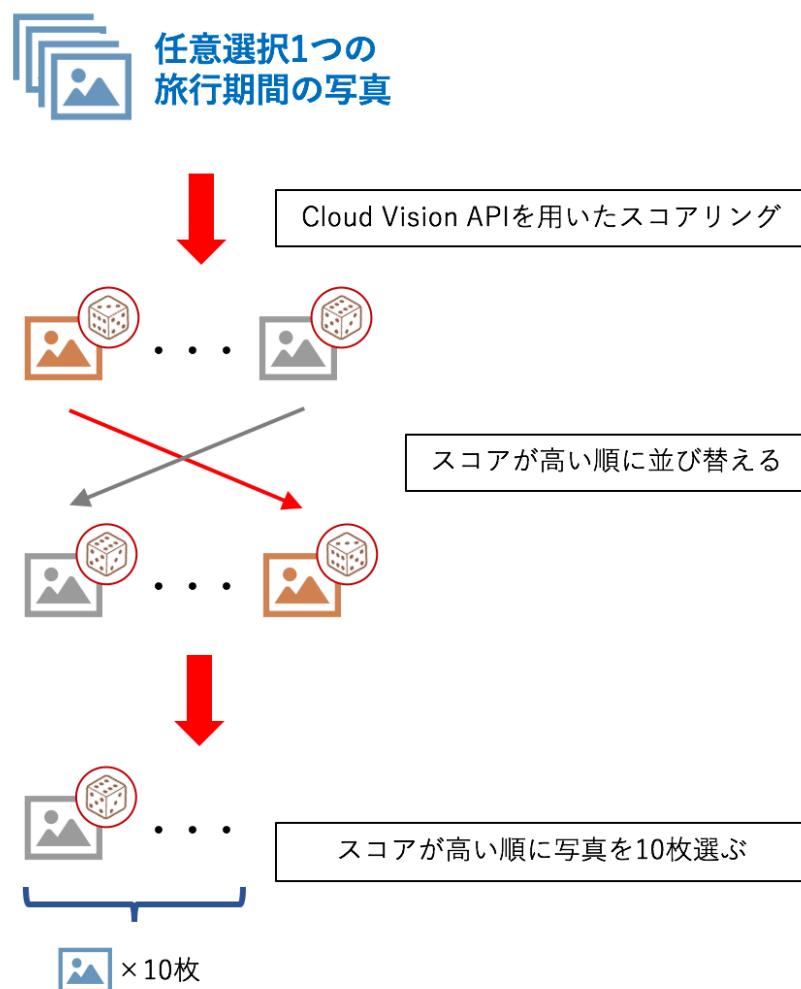 任意選択1つの
旅行期間の写真
Cloud Vision APIを用いたスコアリング
・・・
スコアが高い順に並び替える
・・・
・・・
スコアが高い順に写真を10枚選ぶ
×10枚